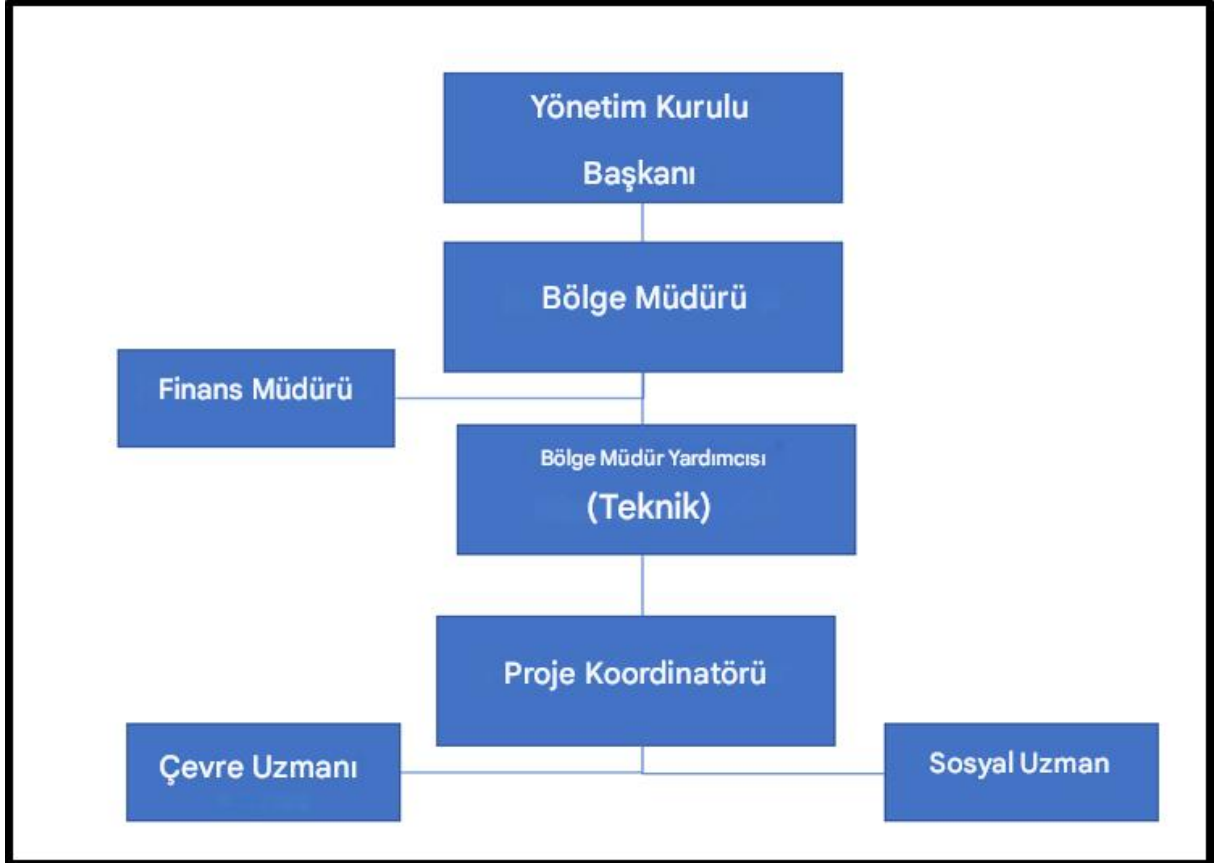 Yönetim Kurulu
Başkanı
Bölge Müdürü
Finans Müdürü
Bölge Müdür Yardımcısı
(Teknik)
Proje Koordinatörü
Çevre Uzmanı
Sosyal Uzman